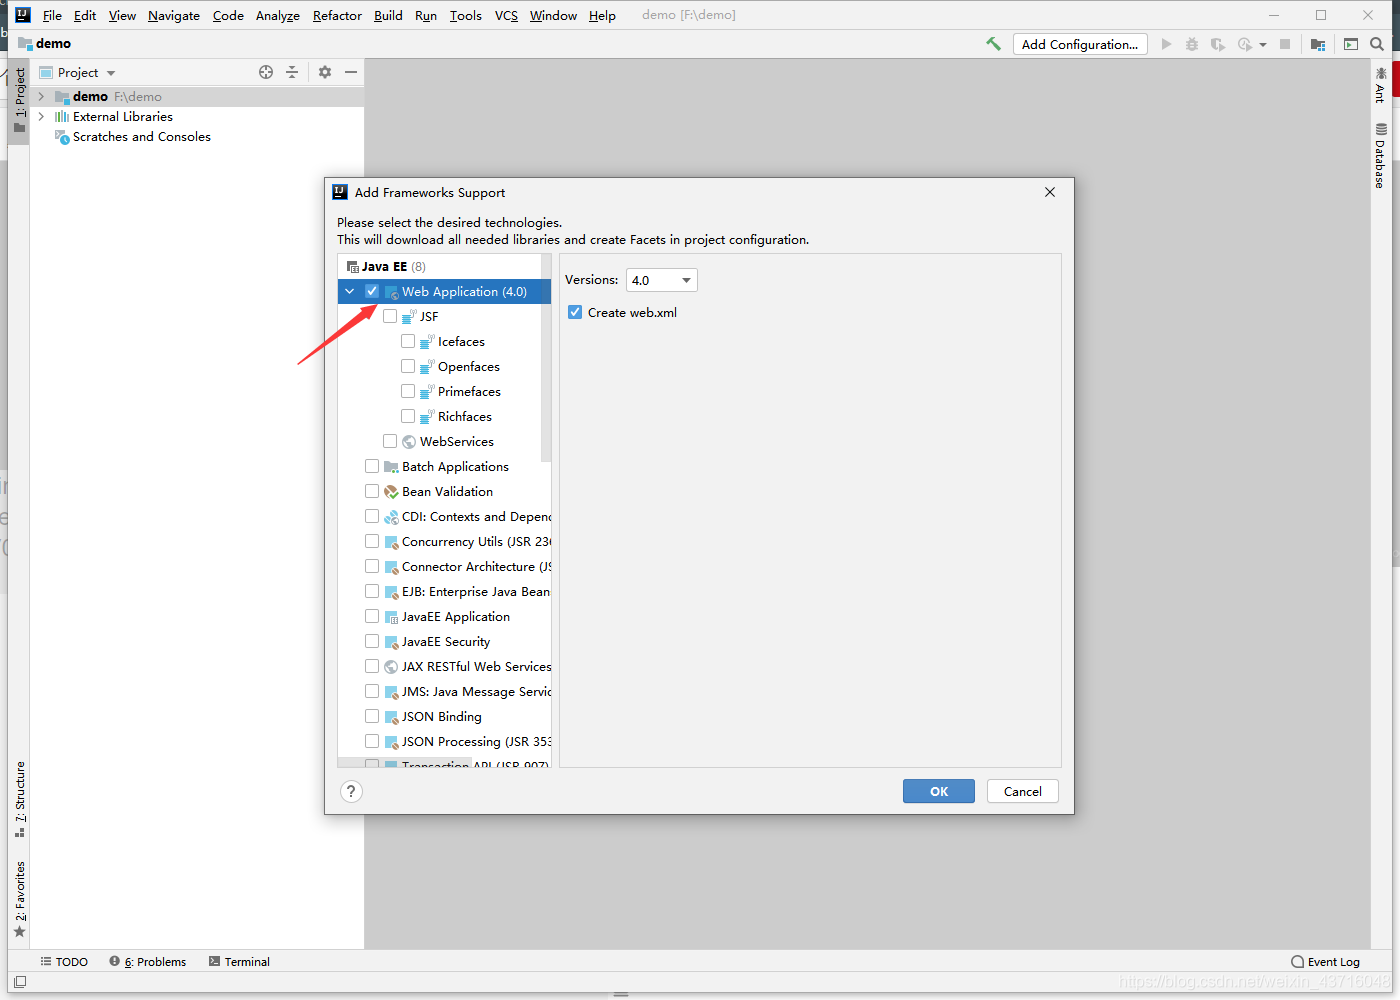 File Edit View Navigate Code Analyze Refactor Build Run Tools VCS Window Help demo [F:\demo]
demo
Add Configuration...
Project
1: Project
demo F:\demo
External Libraries
Scratches and Consoles
Ant
Database
Add Frameworks Support
Please select the desired technologies.
This will download all needed libraries and create Facets in project configuration.
Java EE (8)
Web Application (4.0)
JSF
Icefaces
Openfaces
Primefaces
Richfaces
WebServices
Batch Applications
Bean Validation
CDI: Contexts and Depend
Concurrency Utils (JSR 236
Connector Architecture (JS
EJB: Enterprise Java Bean
JavaEE Application
JavaEE Security
JAX RESTful Web Services
JMS: Java Message Servic
JSON Binding
JSON Processing (JSR 353
Transaction API (JSR 907)
Versions: 4.0
Create web.xml
?
OK
Cancel
7: Structure
2: Favorites
TODO
6: Problems
Terminal
Event Log
https://blog.csdn.net/weixin_43716048